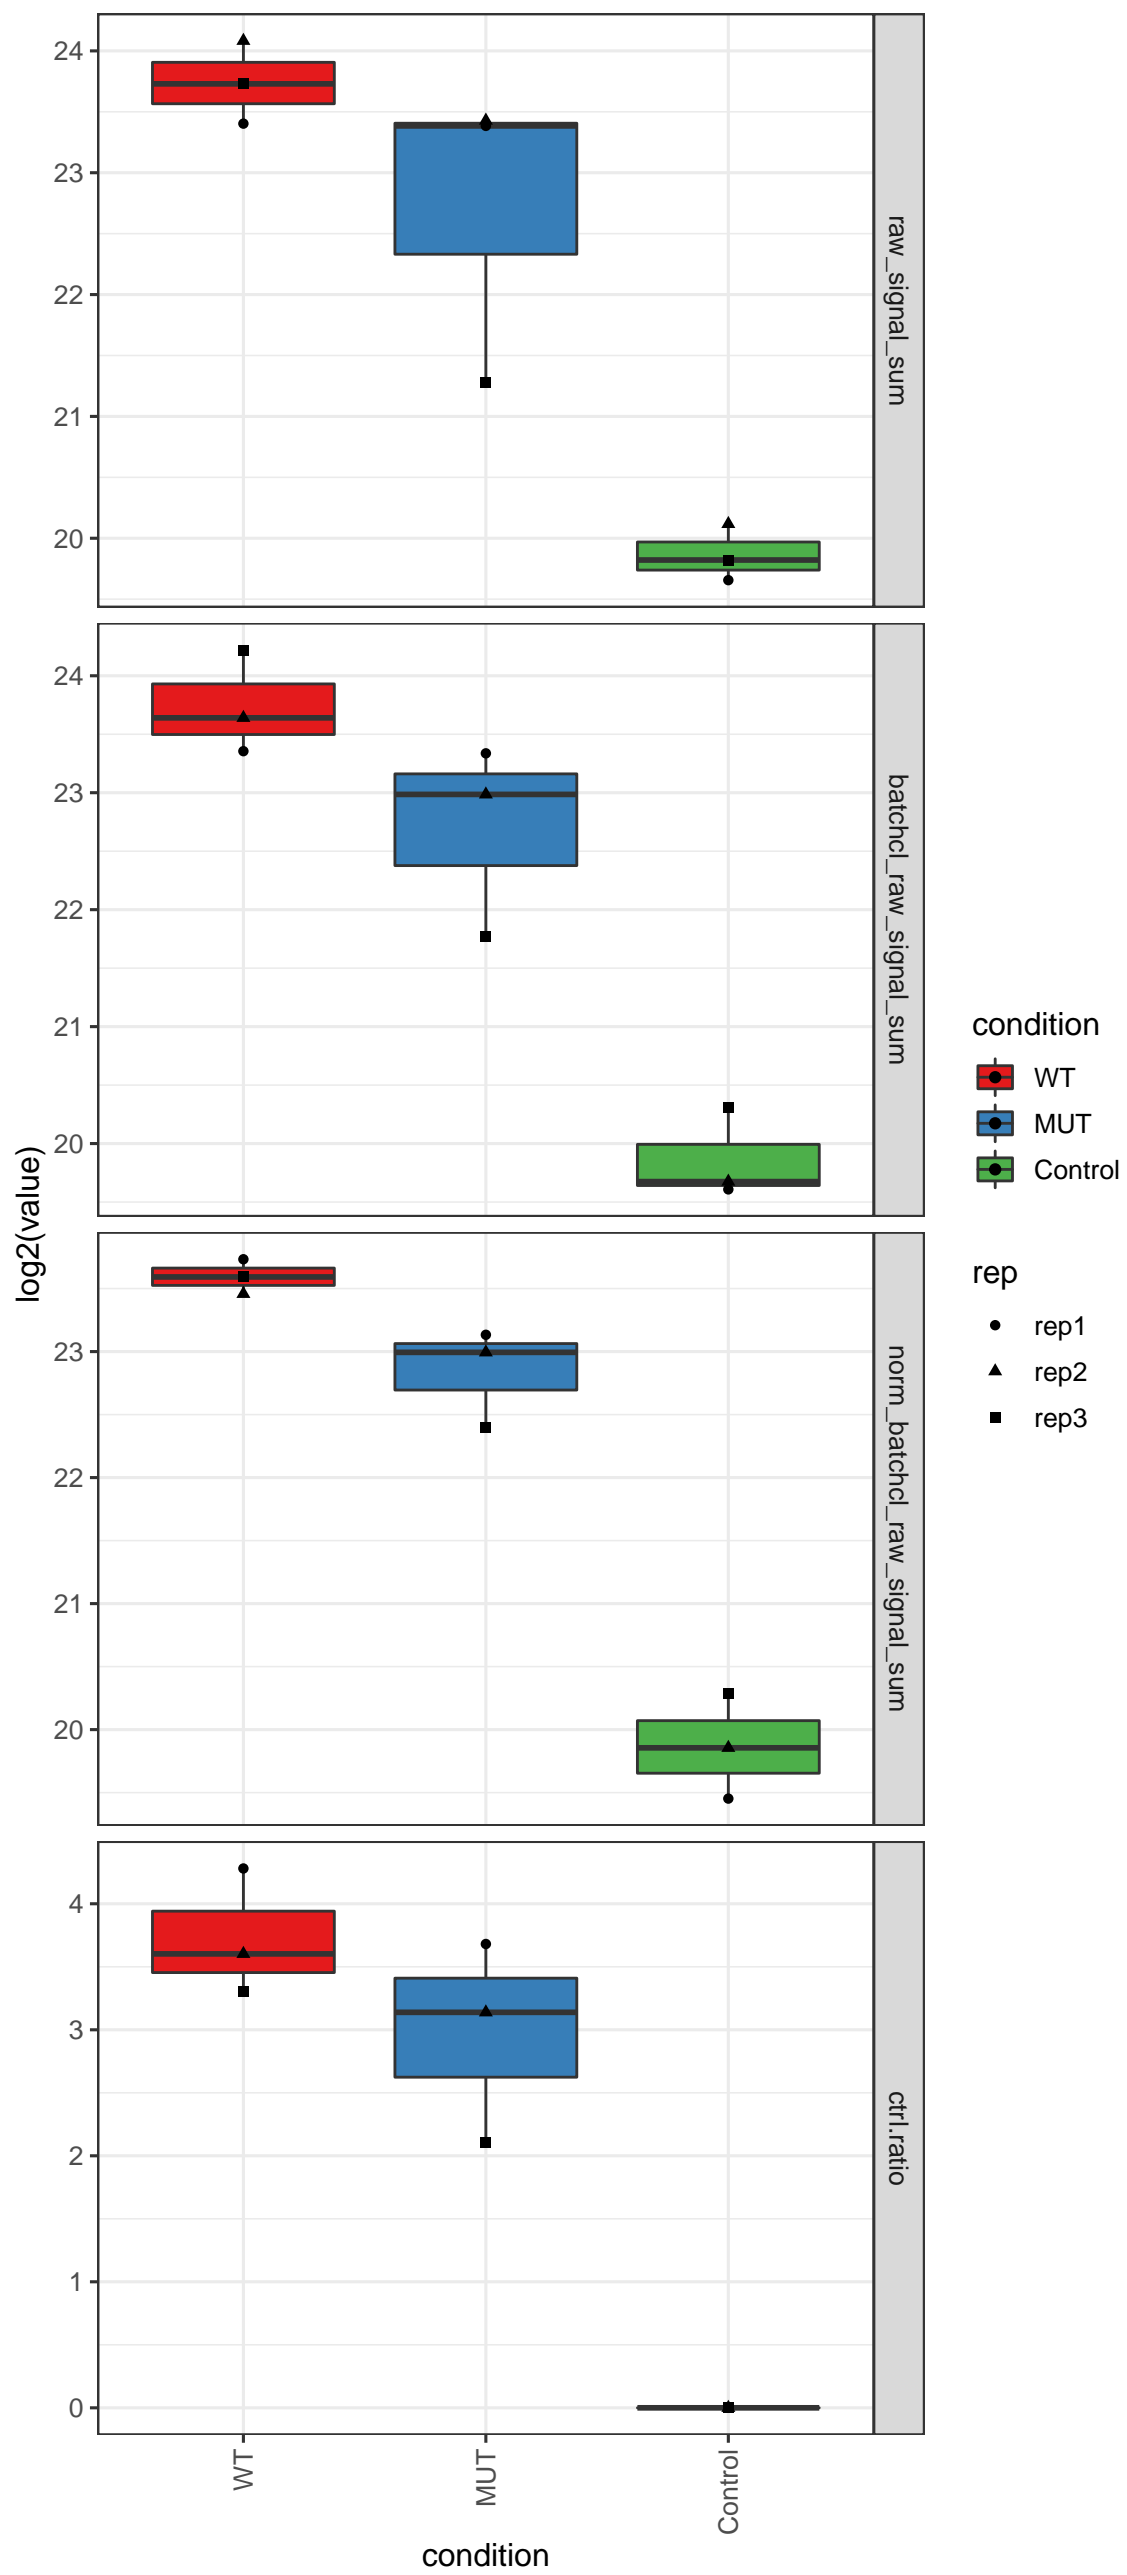 log2(value)
24
23
22
21
20
raw_signal_sum
24
23
22
21
20
batchcl_raw_signal_sum
23
22
21
20
norm_batchcl_raw_signal_sum
4
3
2
1
0
ctrl.ratio
WT
MUT
Control
condition
condition
WT
MUT
Control
rep
rep1
rep2
rep3